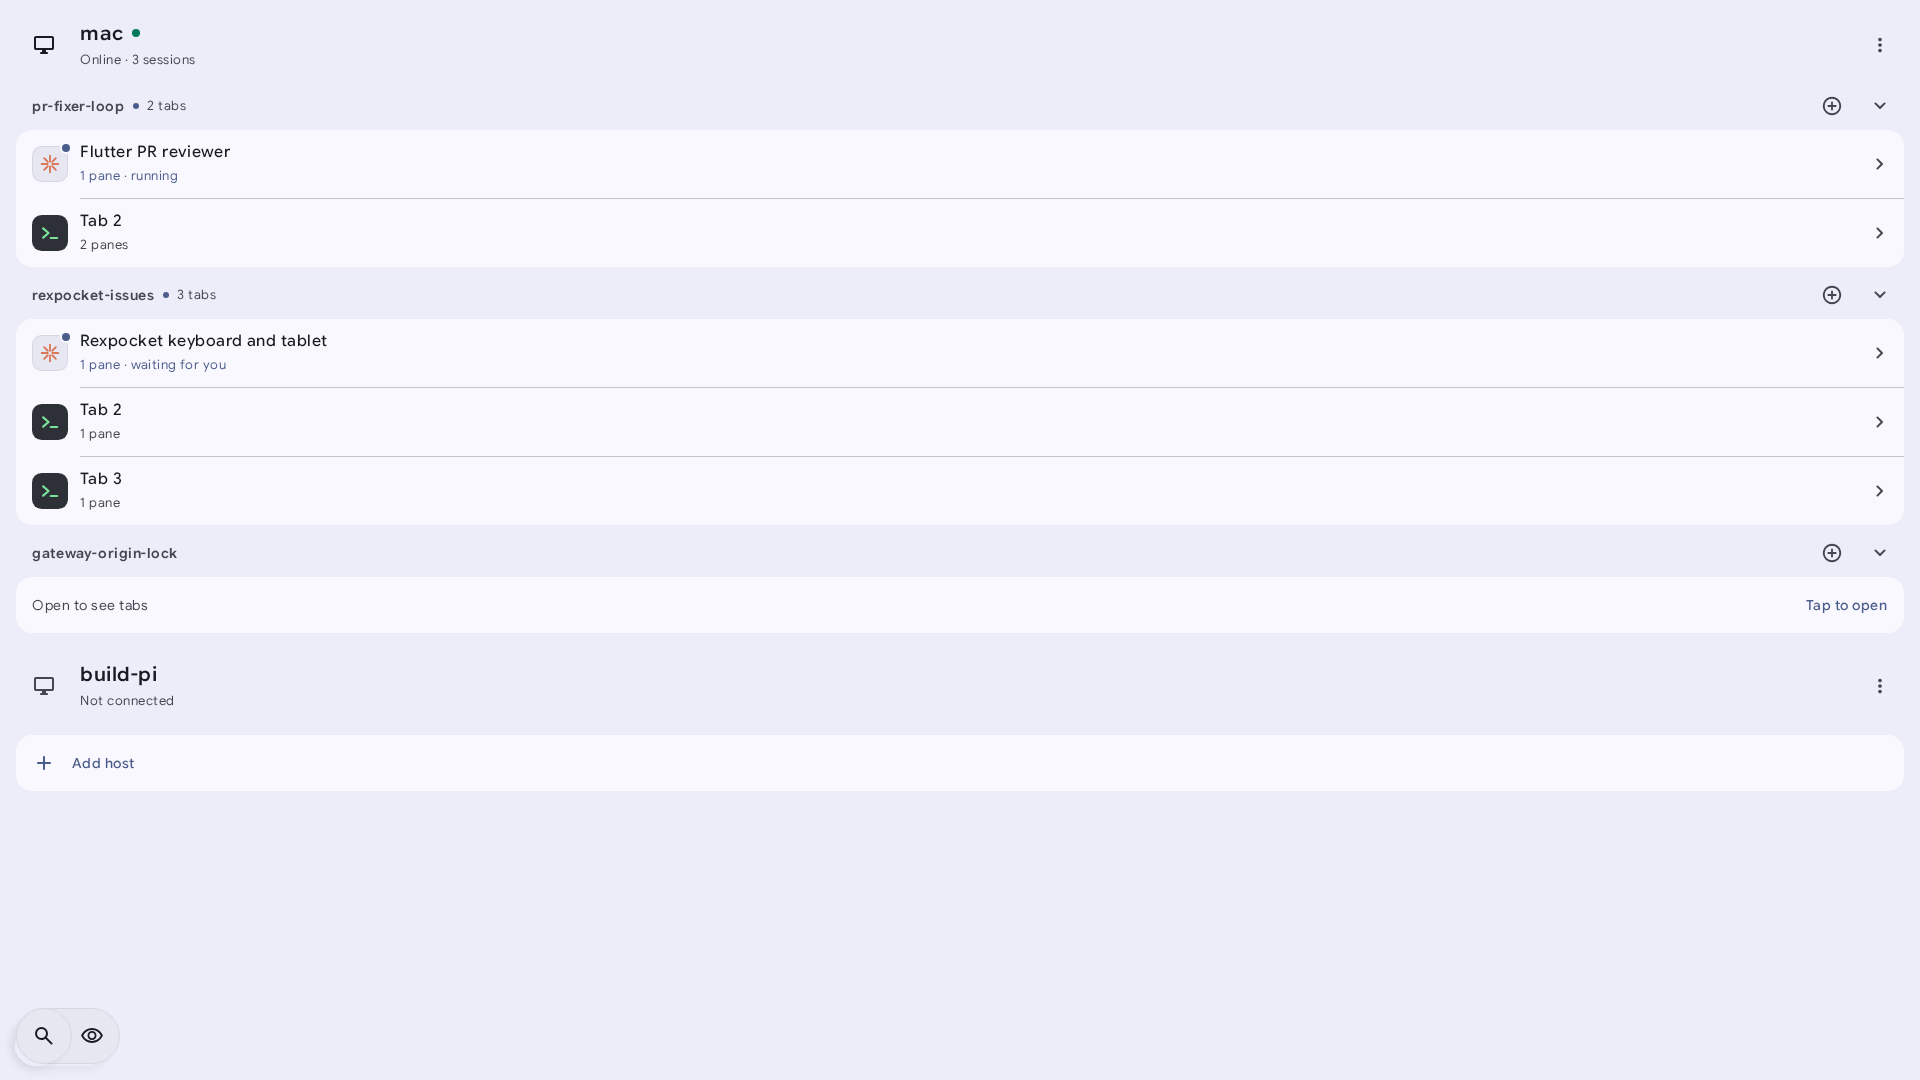 mac
Online · 3 sessions
pr-fixer-loop • 2 tabs
Flutter PR reviewer
1 pane · running
Tab 2
2 panes
rexpocket-issues • 3 tabs
Rexpocket keyboard and tablet
1 pane · waiting for you
Tab 2
1 pane
Tab 3
1 pane
gateway-origin-lock
Open to see tabs
Tap to open
build-pi
Not connected
Add host